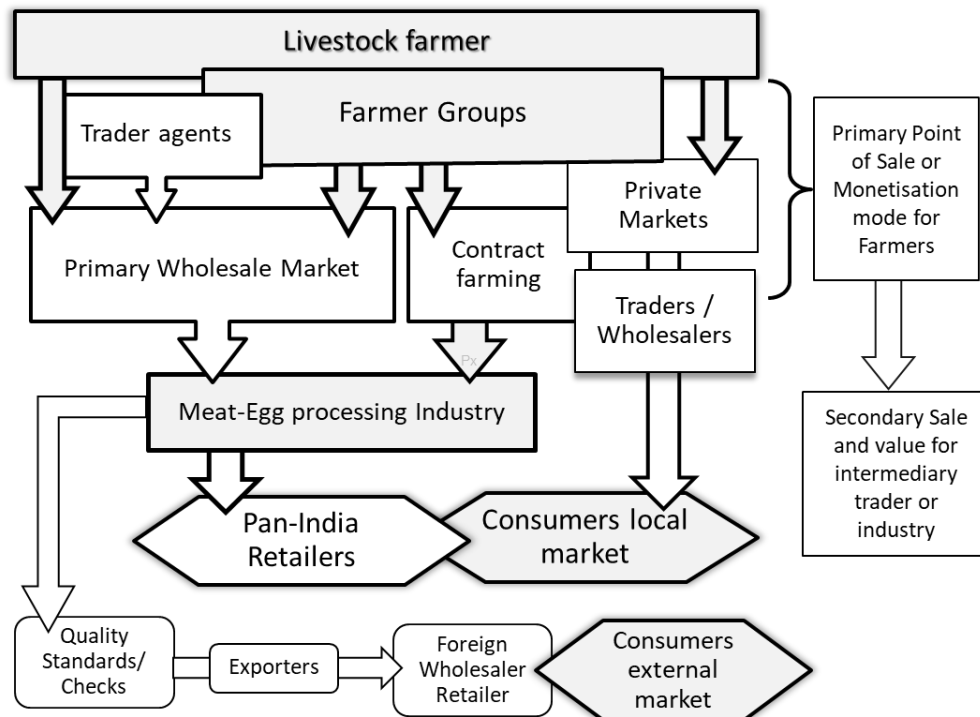 Livestock farmer
Farmer Groups
Trader agents
Primary Point
of Sale or
Monetisation
mode for
Farmers
Private
Markets
Primary Wholesale Market
Contract
farming
Traders /
Wholesalers
Px
Meat-Egg processing Industry
Secondary Sale
and value for
intermediary
trader or
industry
Pan-India
Retailers
Consumers local
market
Quality
Standards/
Checks
Exporters
Foreign
Wholesaler
Retailer
Consumers
external
market